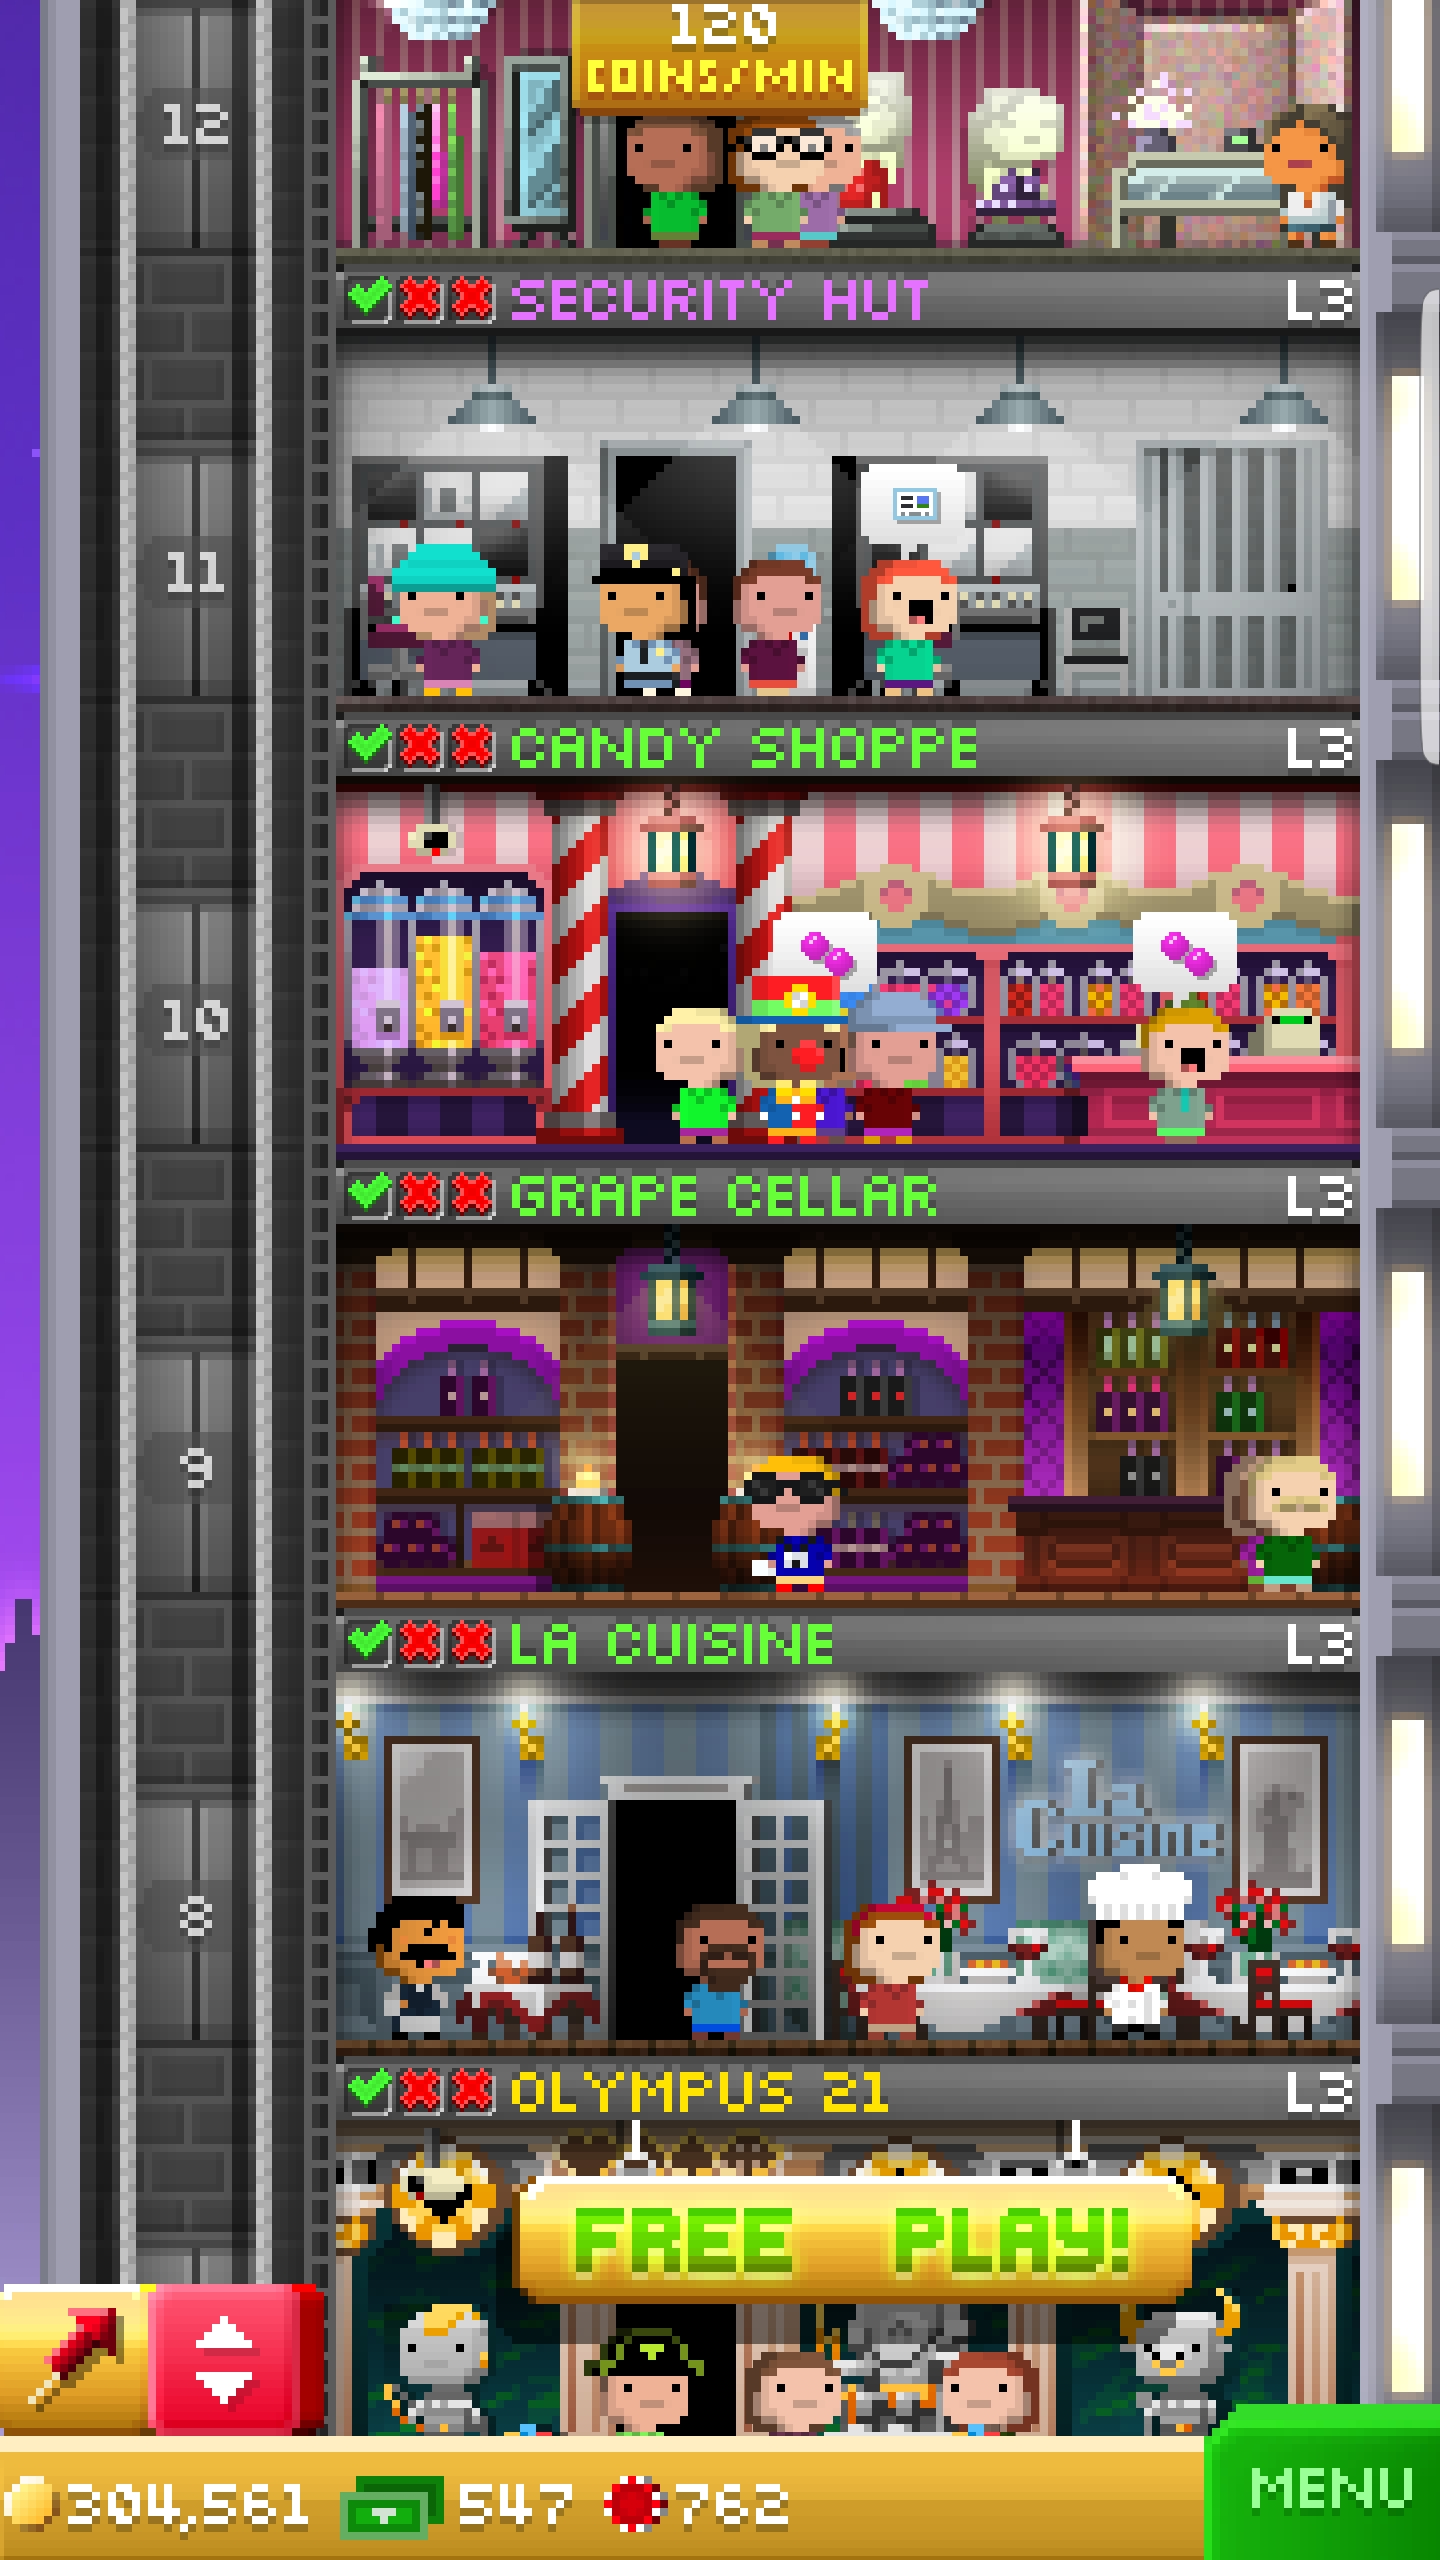 120
COINS/MIN
12
SECURITY HUT L3
11
CANDY SHOPPE L3
10
GRAPE CELLAR L3
9
LA CUISINE L3
La
Cuisine
8
OLYMPUS 21 L3
FREE PLAY!
304,561 547 762
MENU